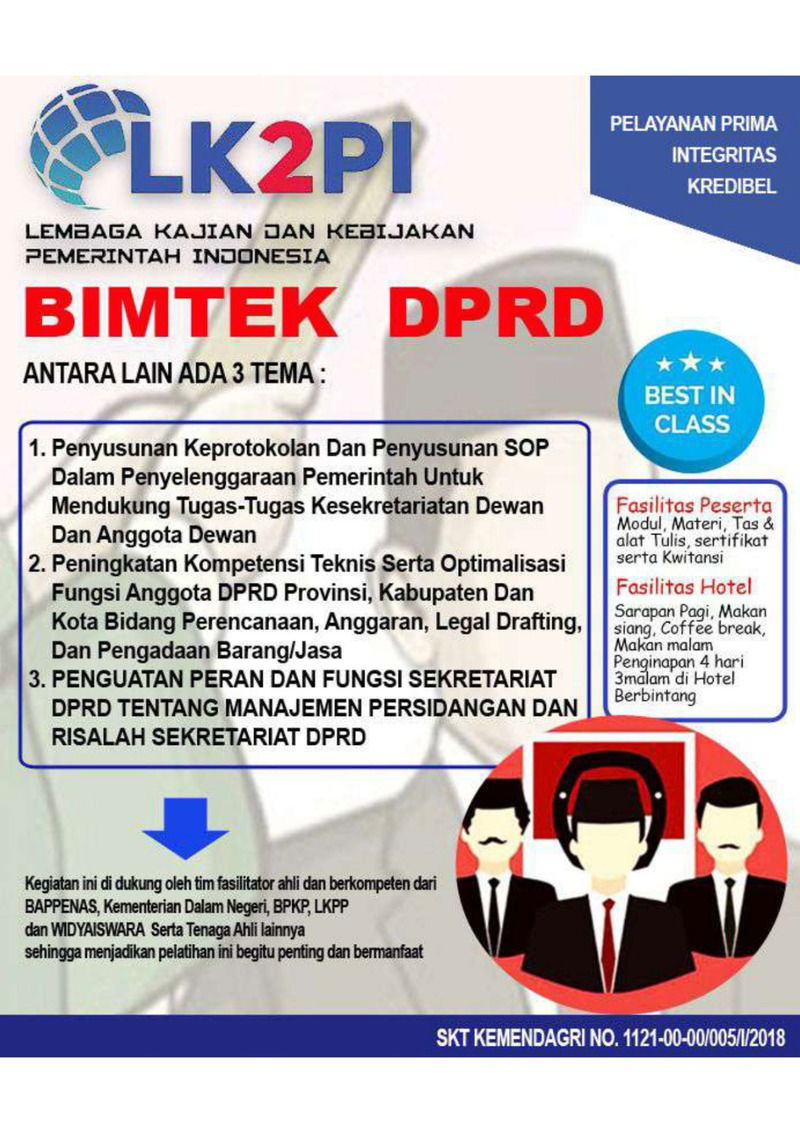 LK2PI
LEMBAGA KAJIAN DAN KEBIJAKAN
PEMERINTAH INDONESIA
PELAYANAN PRIMA
INTEGRITAS
KREDIBEL
BIMTEK DPRD
ANTARA LAIN ADA 3 TEMA :
BEST IN
CLASS
1. Penyusunan Keprotokolan Dan Penyusunan SOP
Dalam Penyelenggaraan Pemerintah Untuk
Mendukung Tugas-Tugas Kesekretariatan Dewan
Dan Anggota Dewan
2. Peningkatan Kompetensi Teknis Serta Optimalisasi
Fungsi Anggota DPRD Provinsi, Kabupaten Dan
Kota Bidang Perencanaan, Anggaran, Legal Drafting,
Dan Pengadaan Barang/Jasa
3. PENGUATAN PERAN DAN FUNGSI SEKRETARIAT
DPRD TENTANG MANAJEMEN PERSIDANGAN DAN
RISALAH SEKRETARIAT DPRD
Fasilitas Peserta
Modul, Materi, Tas &
alat Tulis, sertifikat
serta Kwitansi
Fasilitas Hotel
Sarapan Pagi, Makan
siang, Coffee break,
Makan malam
Penginapan 4 hari
3malam di Hotel
Berbintang
Kegiatan ini di dukung oleh tim fasilitator ahli dan berkompeten dari
BAPPENAS, Kementerian Dalam Negeri, BPKP, LKPP
dan WIDYAISWARA Serta Tenaga Ahli lainnya
sehingga menjadikan pelatihan ini begitu penting dan bermanfaat
SKT KEMENDAGRI NO. 1121-00-00/005/I/2018